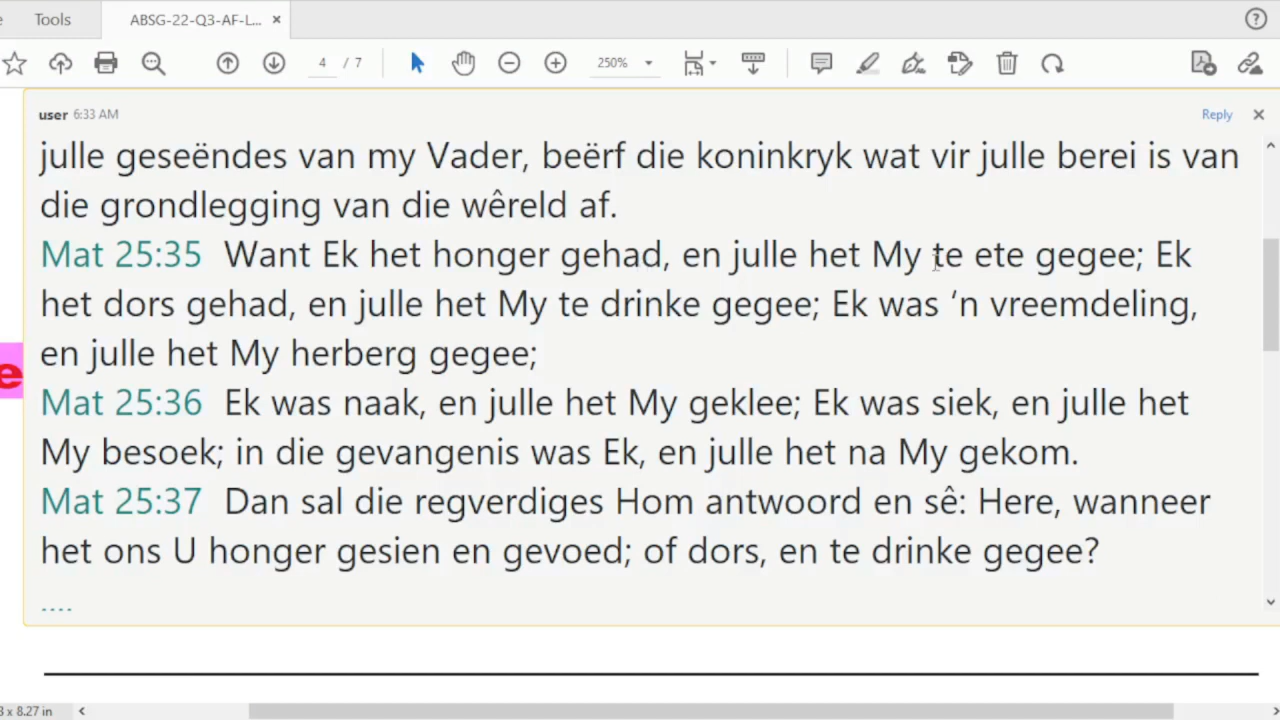 Tools
ABSG-22-Q3-AF-L...
4 / 7
250%
user 6:33 AM
Reply
julle geseëndes van my Vader, beërf die koninkryk wat vir julle berei is van
die grondlegging van die wêreld af.
Mat 25:35 Want Ek het honger gehad, en julle het My te ete gegee; Ek
het dors gehad, en julle het My te drinke gegee; Ek was ‘n vreemdeling,
en julle het My herberg gegee;
Mat 25:36 Ek was naak, en julle het My geklee; Ek was siek, en julle het
My besoek; in die gevangenis was Ek, en julle het na My gekom.
Mat 25:37 Dan sal die regverdiges Hom antwoord en sê: Here, wanneer
het ons U honger gesien en gevoed; of dors, en te drinke gegee?
....
e
x 8.27 in